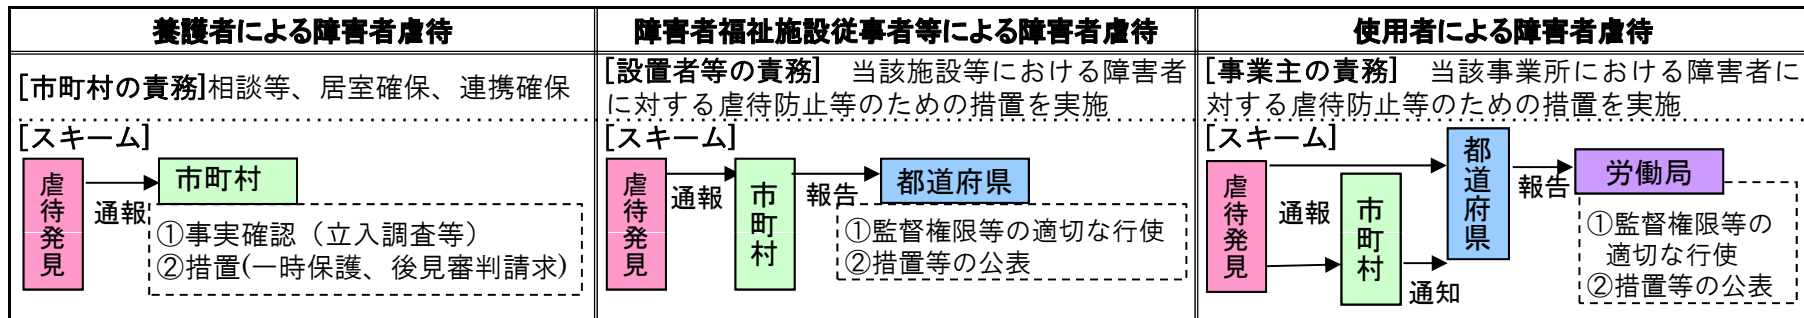 養護者による障害者虐待
[市町村の責務]相談等、居室確保、連携確保
[スキーム]
虐待発見
通報
市町村
①事実確認（立入調査等）
②措置(一時保護、後見審判請求)
障害者福祉施設従事者等による障害者虐待
[設置者等の責務]　当該施設等における障害者
に対する虐待防止等のための措置を実施
[スキーム]
虐待発見
通報
市町村
報告
都道府県
①監督権限等の適切な行使
②措置等の公表
使用者による障害者虐待
[事業主の責務]　当該事業所における障害者に
対する虐待防止等のための措置を実施
[スキーム]
虐待発見
通報
市町村
通知
都道府県
報告
労働局
①監督権限等の
適切な行使
②措置等の公表